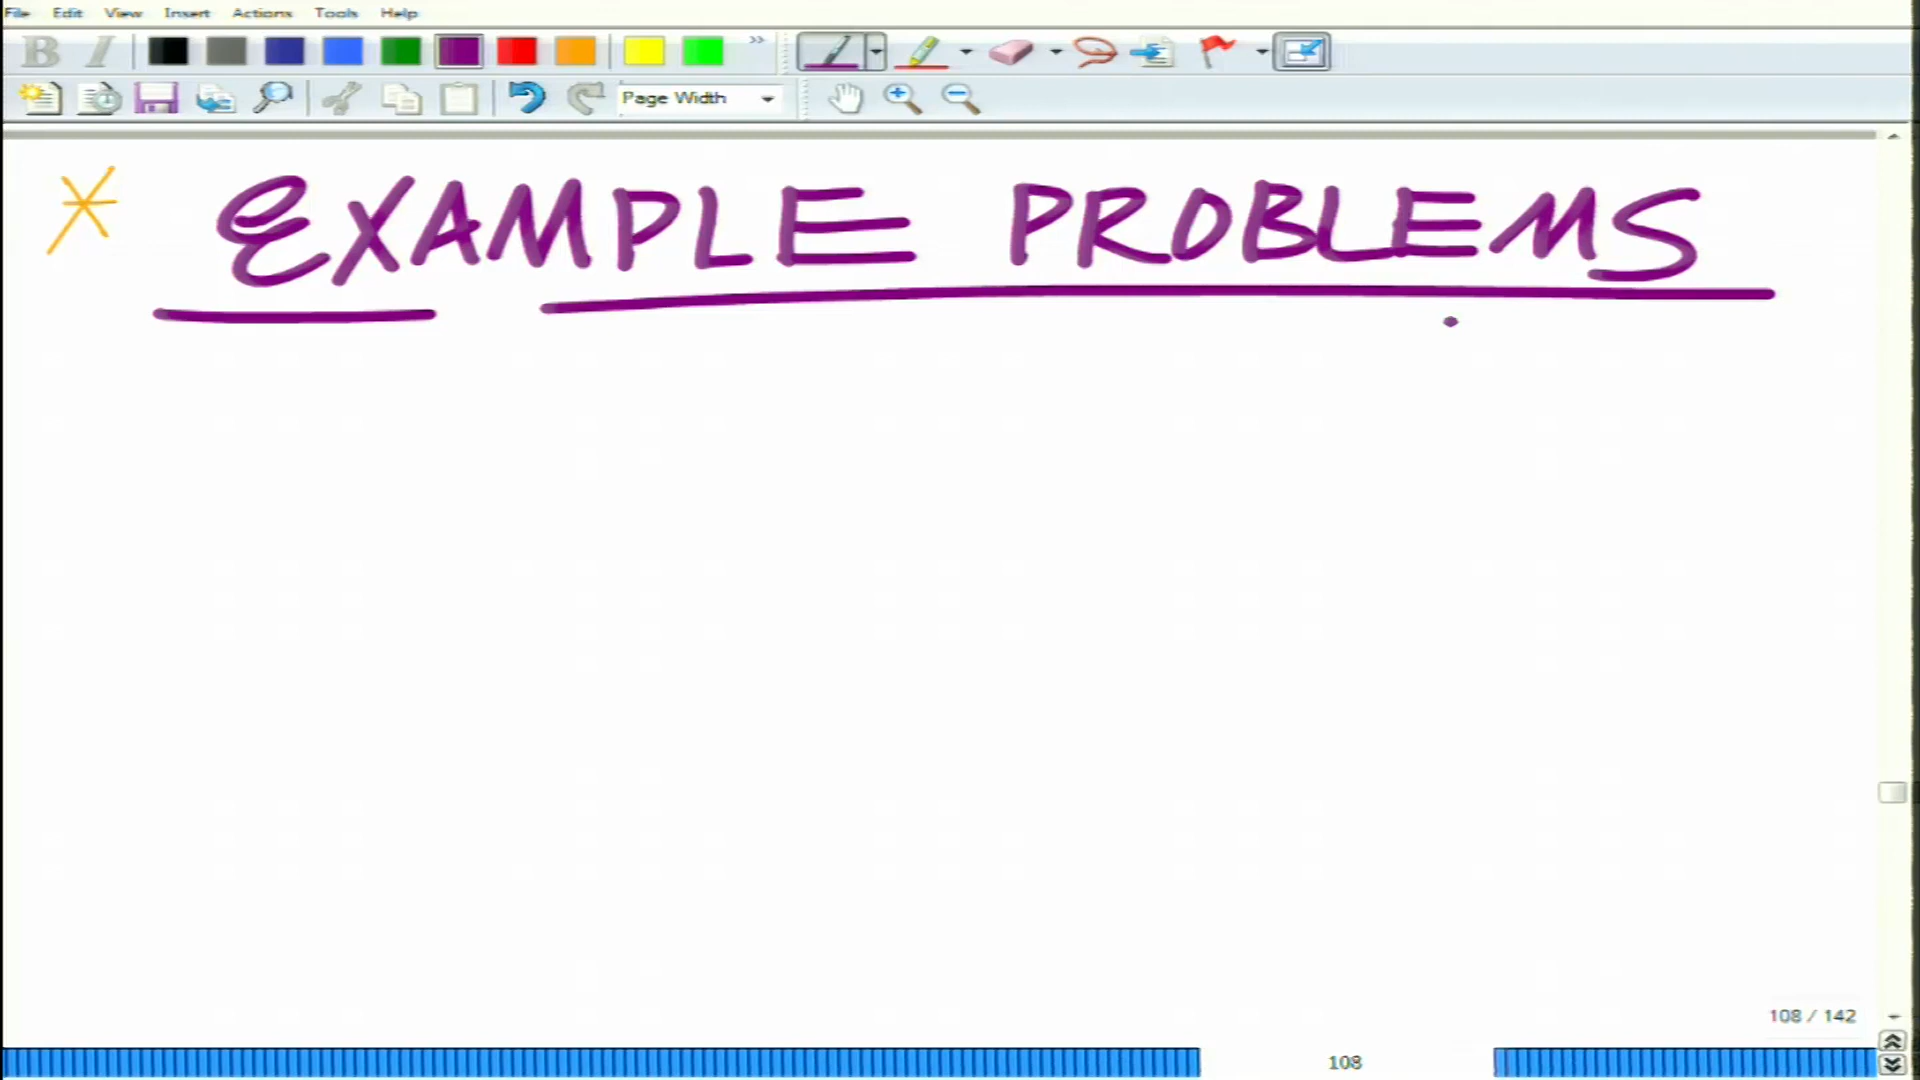 File Edit View Insert Actions Tools Help
B I
Page Width
* EXAMPLE PROBLEMS
108 / 142
108